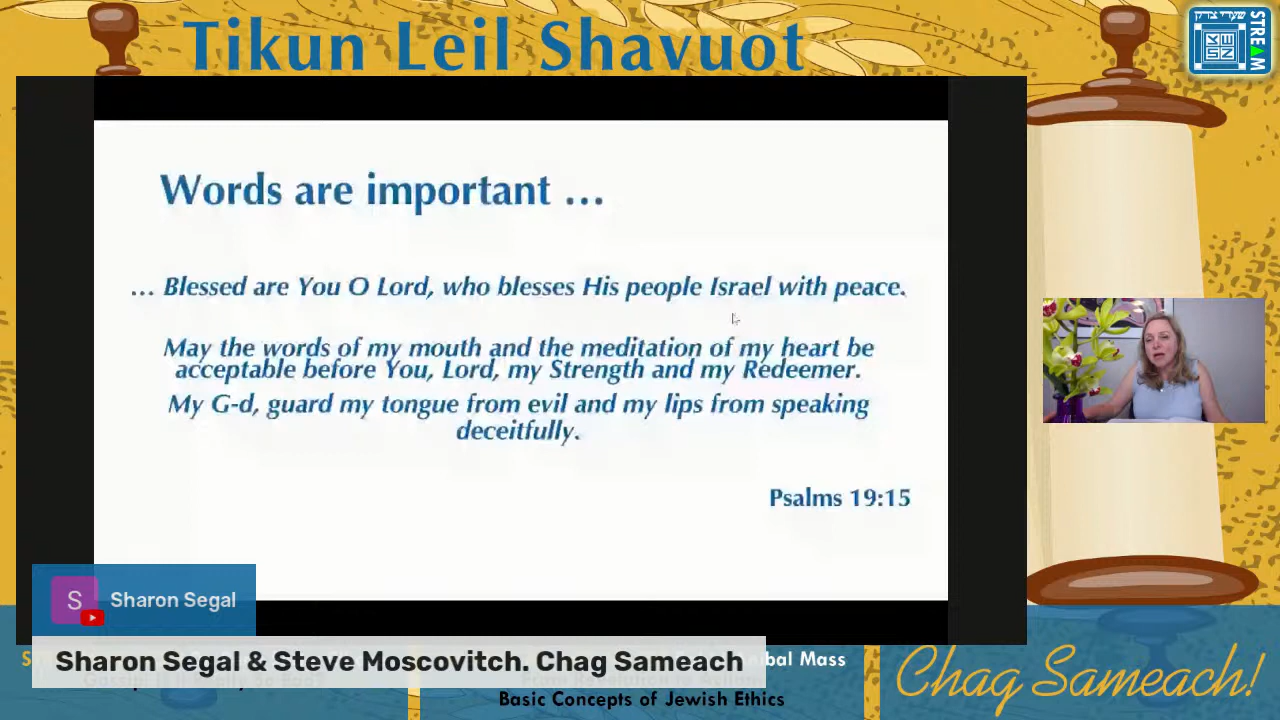 Tikun Leil Shavuot
שערי צדק
STREAM
Words are important ...
... Blessed are You O Lord, who blesses His people Israel with peace.
May the words of my mouth and the meditation of my heart be
acceptable before You, Lord, my Strength and my Redeemer.
My G-d, guard my tongue from evil and my lips from speaking
deceitfully.
Psalms 19:15
S
Sharon Segal
Sharon Segal & Steve Moscovitch. Chag Sameach
Mass
Basic Concepts of Jewish Ethics
Chag Sameach!